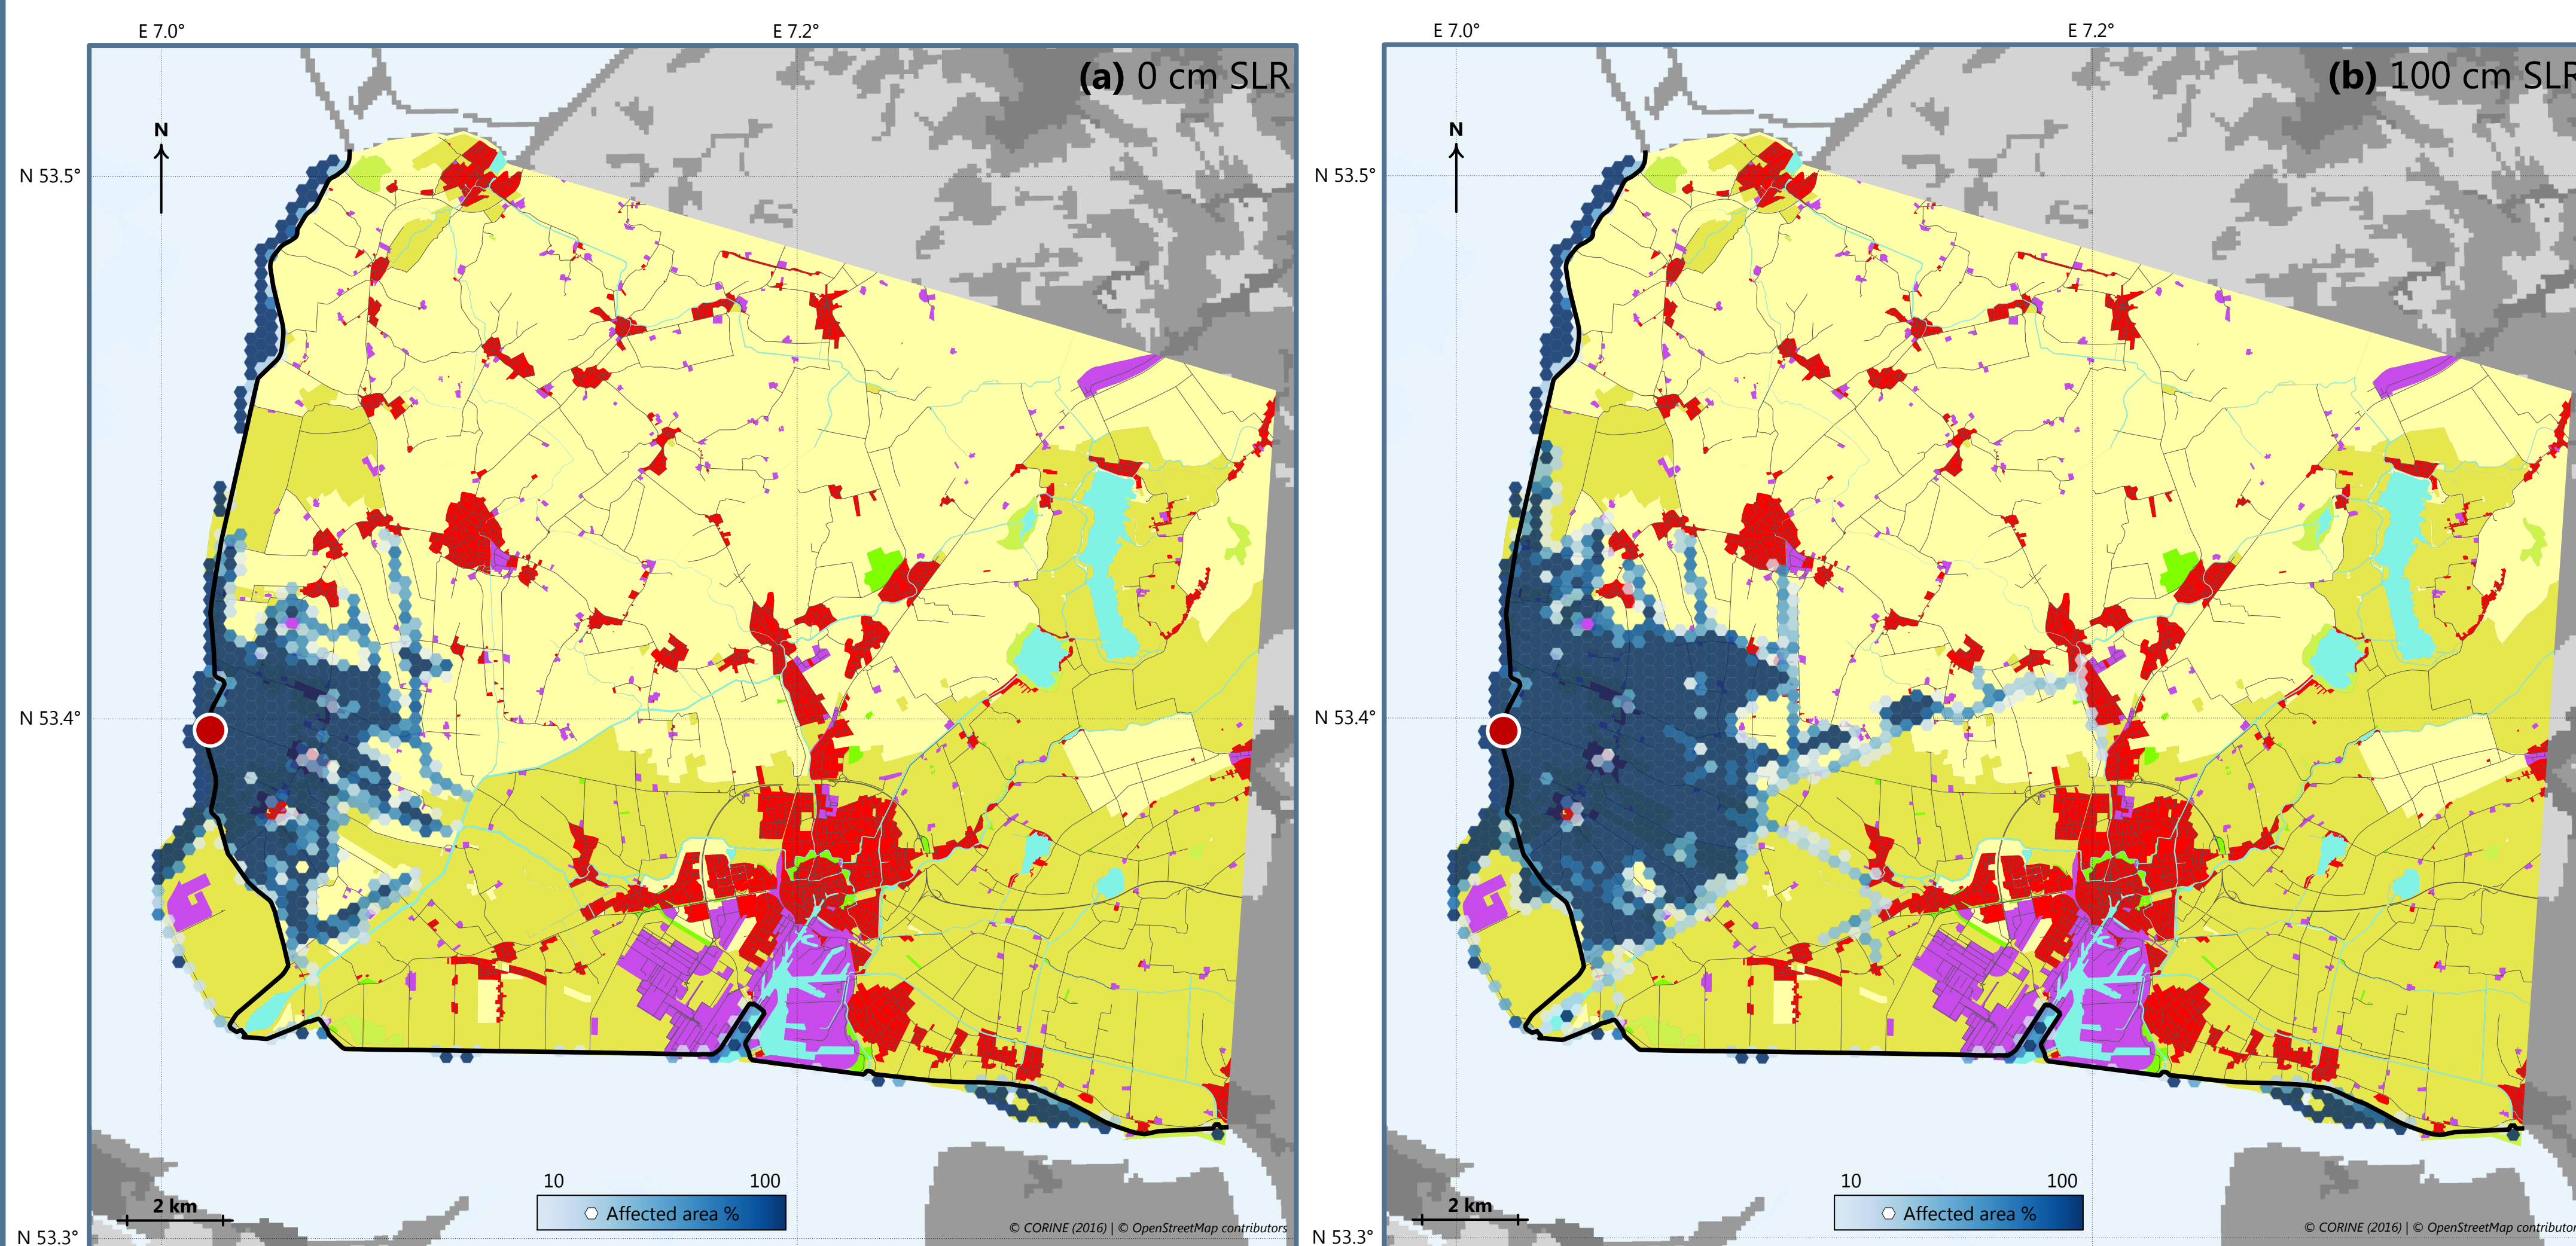 E 7.0°
E 7.2°
(a) 0 cm SLR
N
N 53.5°
N 53.4°
N 53.3°
2 km
10
100
Affected area %
© CORINE (2016) | © OpenStreetMap contributors
E 7.0°
E 7.2°
(b) 100 cm SLR
N
N 53.5°
N 53.4°
N 53.3°
2 km
10
100
Affected area %
© CORINE (2016) | © OpenStreetMap contributor